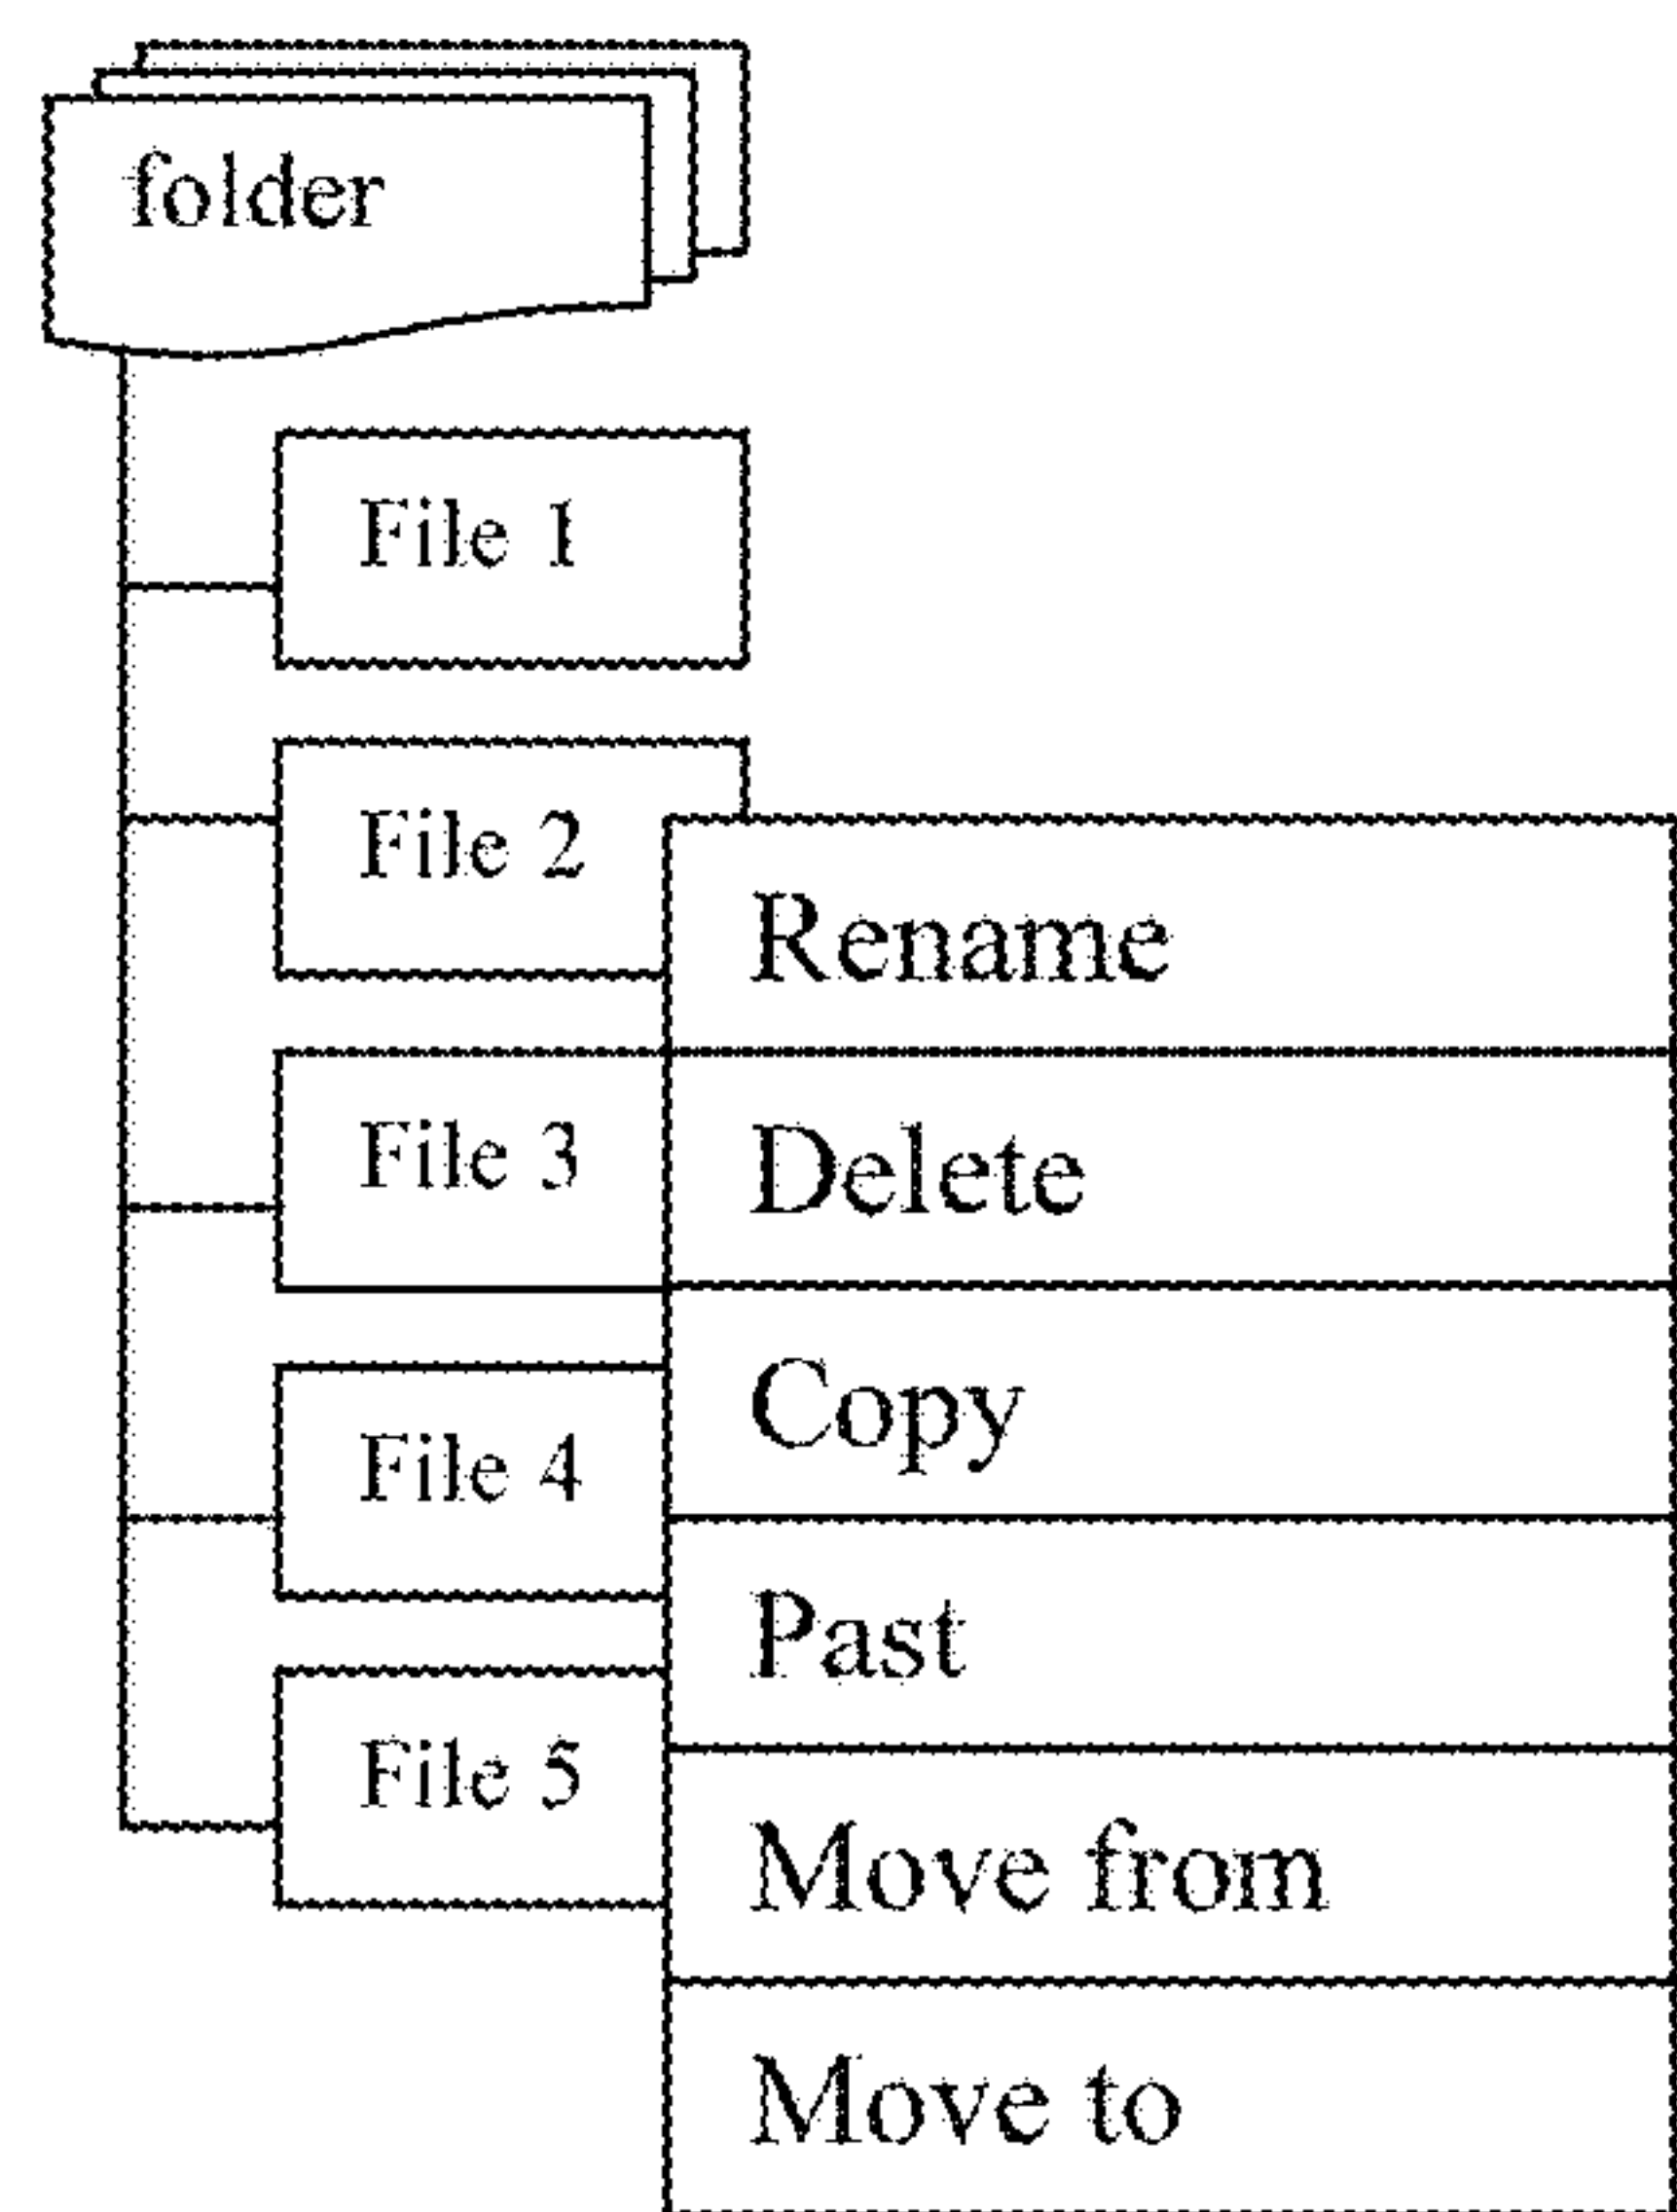 folder
File 1
File 2
Rename
File 3
Delete
Copy
File 4
Past
File 5
Move from
Move to